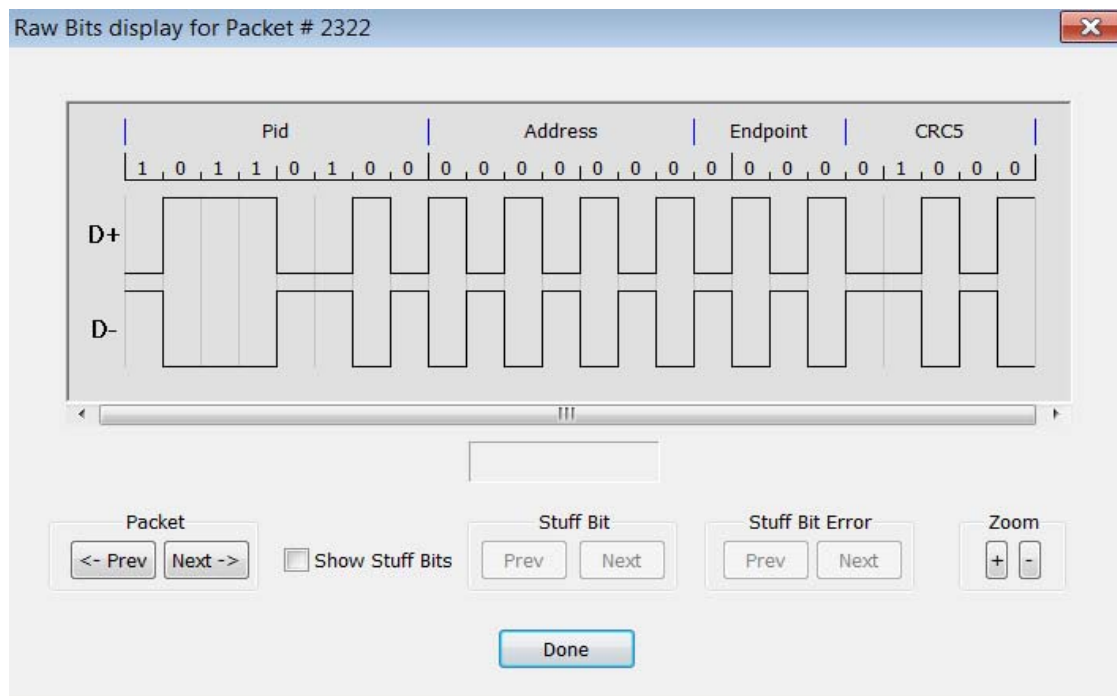 Raw Bits display for Packet # 2322
Pid Address Endpoint CRC5
1 0 1 1 0 1 0 0 0 0 0 0 0 0 0 0 0 0 0 0 1 0 0 0
D+
D-
Packet Stuff Bit Stuff Bit Error Zoom
<- Prev Next -> Show Stuff Bits Prev Next Prev Next + -
Done